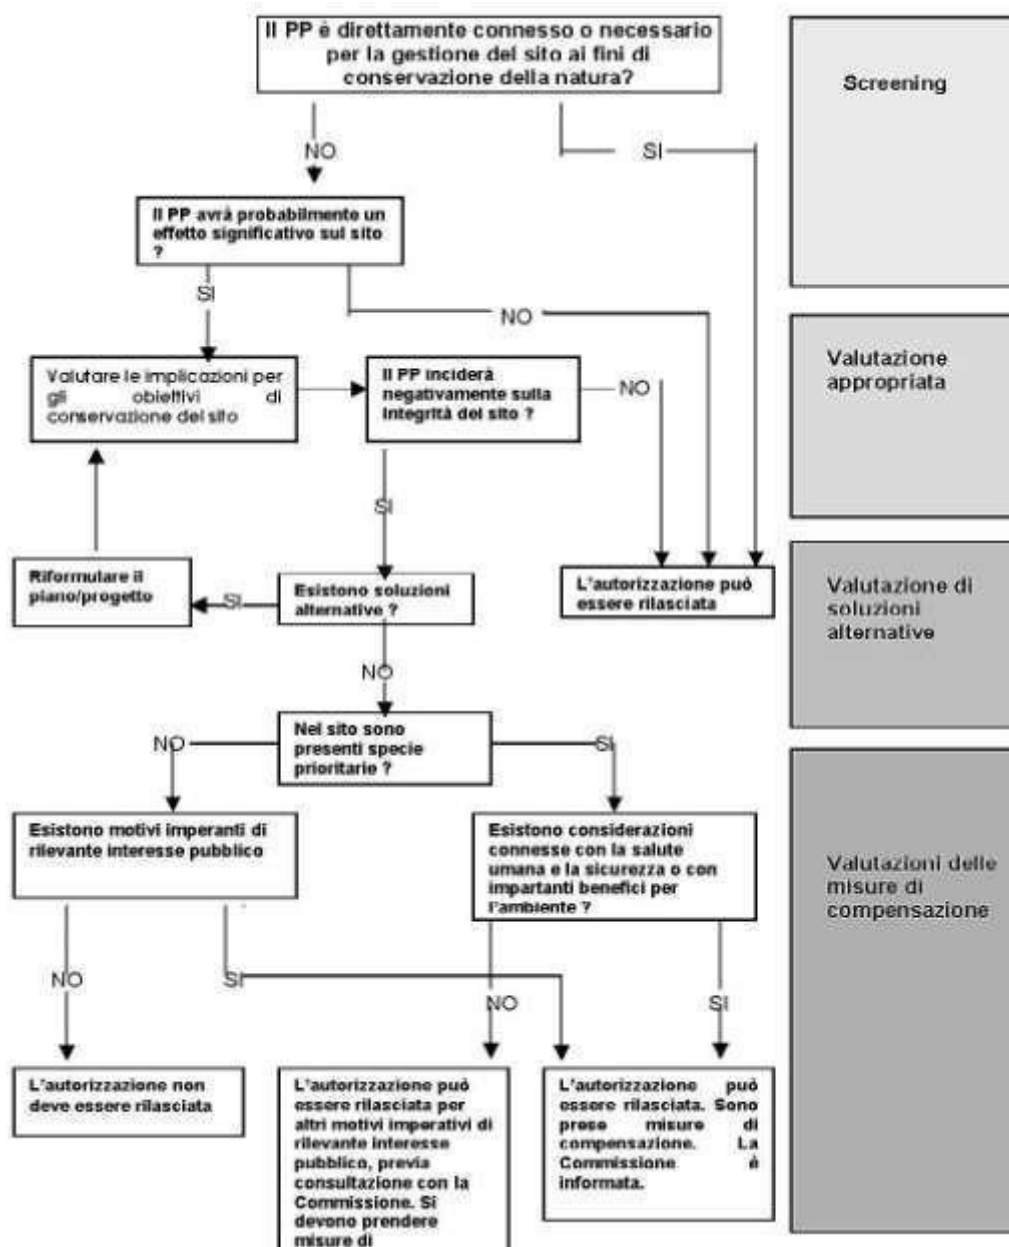 Il PP è direttamente connesso o necessario
per la gestione del sito ai fini di
conservazione della natura?
Screening
NO
SI
Il PP avrà probabilmente un
effetto significativo sul sito
?
SI
NO
Valutazione
appropriata
Valutare le implicazioni per
gli obiettivi di
conservazione del sito
Il PP inciderà
negativamente sulla
integrità del sito ?
NO
SI
Riformulare il
piano/progetto
SI
Esistono soluzioni
alternative ?
L'autorizzazione può
essere rilasciata
Valutazione di
soluzioni
alternative
NO
Nel sito sono
presenti specie
prioritarie ?
NO
SI
Esistono motivi imperanti di
rilevante interesse pubblico
Esistono considerazioni
connesse con la salute
umana e la sicurezza o con
impartanti benefici per
l'ambiente ?
Valutazioni delle
misure di
compensazione
NO
SI
NO
SI
L'autorizzazione non
deve essere rilasciata
L'autorizzazione può
essere rilasciata per
altri motivi imperativi di
rilevante interesse
pubblico, previa
consultazione con la
Commissione. Si
devono prendere
misure di
L'autorizzazione può
essere rilasciata. Sono
prese misure di
compensazione. La
Commissione è
informata.